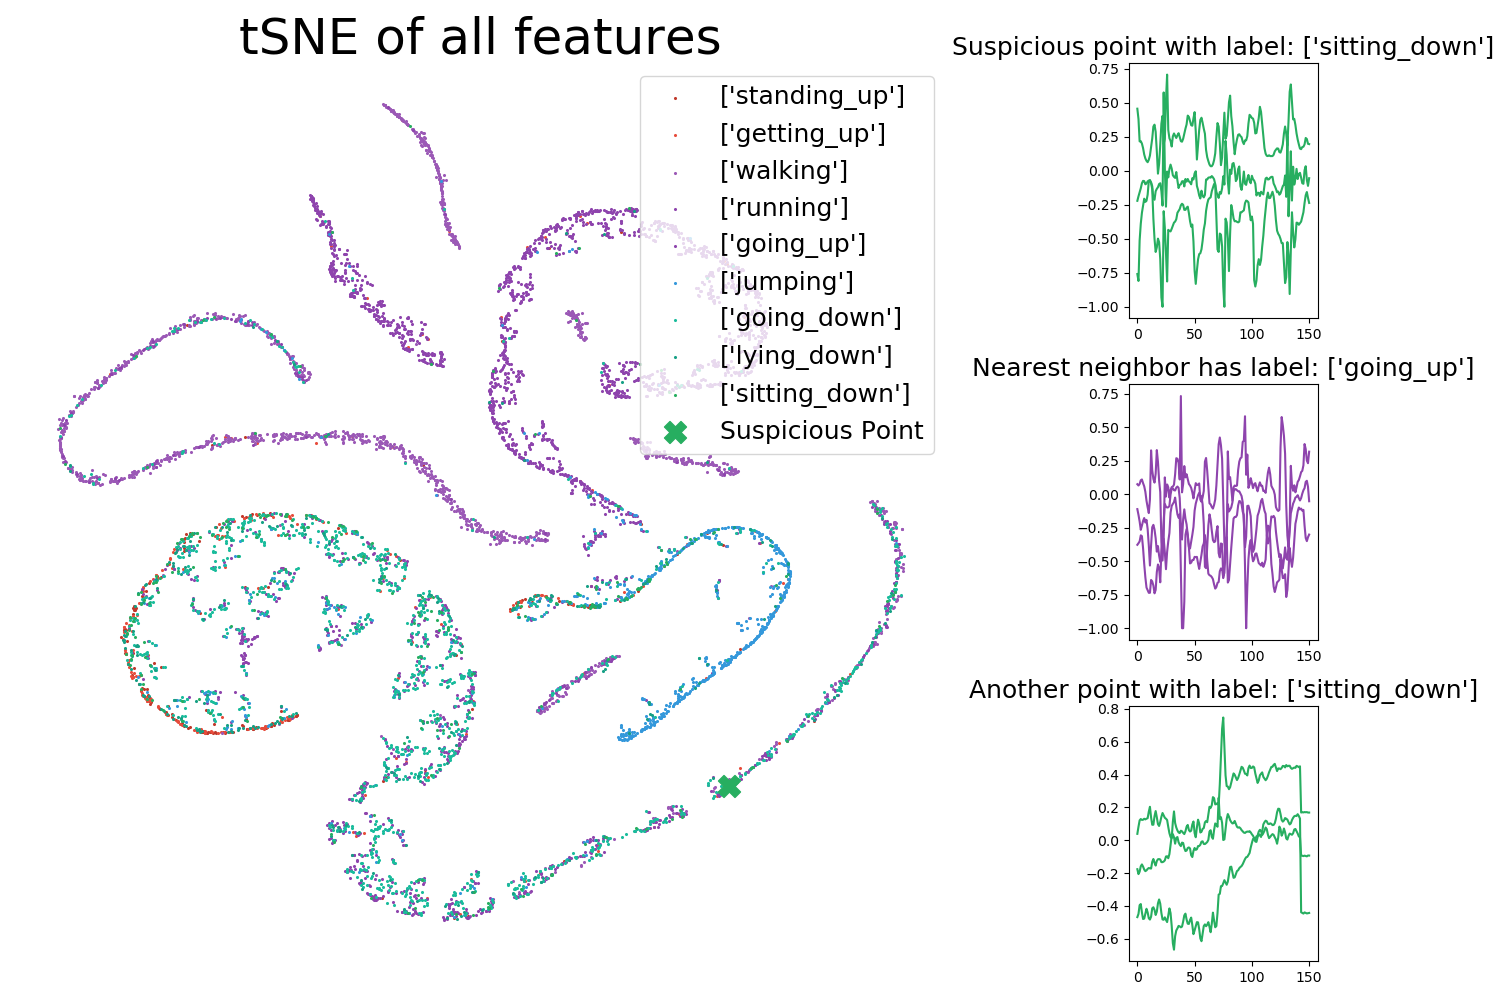 tSNE of all features
['standing_up']
['getting_up']
['walking']
['running']
['going_up']
['jumping']
['going_down']
['lying_down']
['sitting_down']
Suspicious Point
Suspicious point with label: ['sitting_down']
0.75
0.50
0.25
0.00
−0.25
−0.50
−0.75
−1.00
0 50 100 150
Nearest neighbor has label: ['going_up']
0.75
0.50
0.25
0.00
−0.25
−0.50
−0.75
−1.00
0 50 100 150
Another point with label: ['sitting_down']
0.8
0.6
0.4
0.2
0.0
−0.2
−0.4
−0.6
0 50 100 150